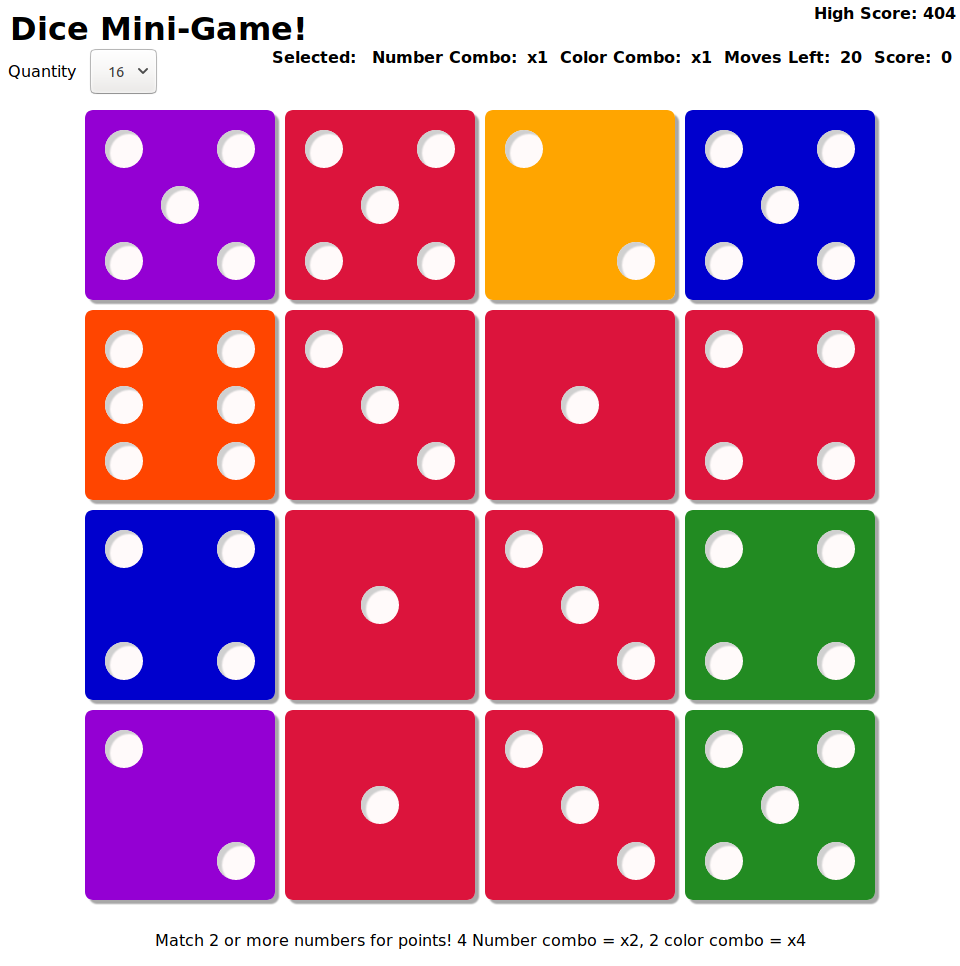 Dice Mini-Game!
High Score: 404
Quantity 16
Selected: Number Combo: x1 Color Combo: x1 Moves Left: 20 Score: 0
Match 2 or more numbers for points! 4 Number combo = x2, 2 color combo = x4